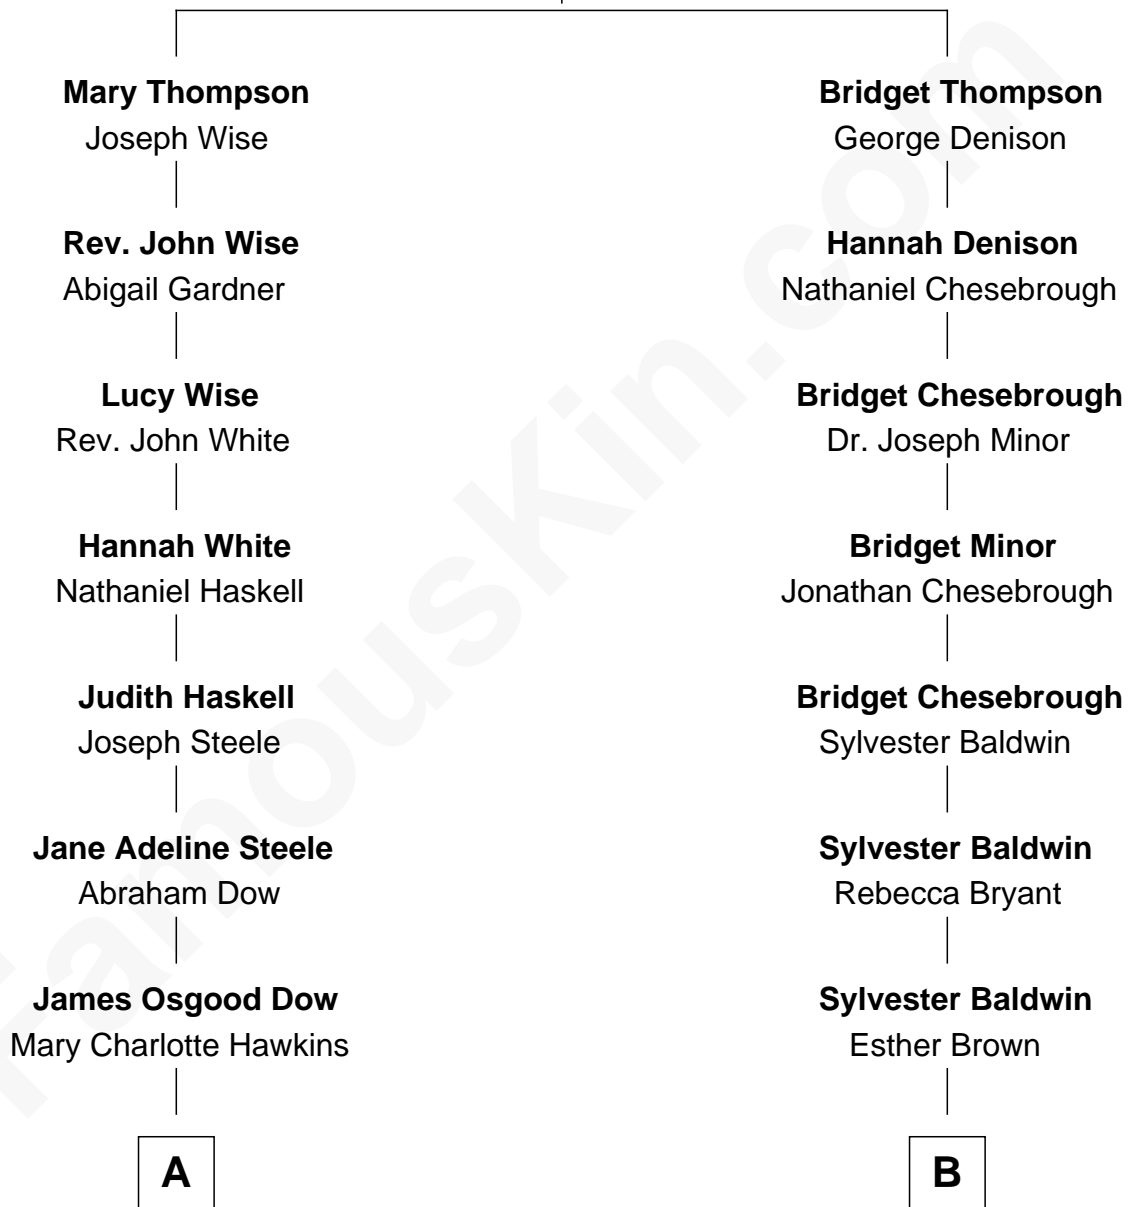 Mary Thompson
Joseph Wise
Bridget Thompson
George Denison
Rev. John Wise
Abigail Gardner
Hannah Denison
Nathaniel Chesebrough
Lucy Wise
Rev. John White
Bridget Chesebrough
Dr. Joseph Minor
Hannah White
Nathaniel Haskell
Bridget Minor
Jonathan Chesebrough
Judith Haskell
Joseph Steele
Bridget Chesebrough
Sylvester Baldwin
Jane Adeline Steele
Abraham Dow
Sylvester Baldwin
Rebecca Bryant
James Osgood Dow
Mary Charlotte Hawkins
Sylvester Baldwin
Esther Brown
A
B
FamousKin.com